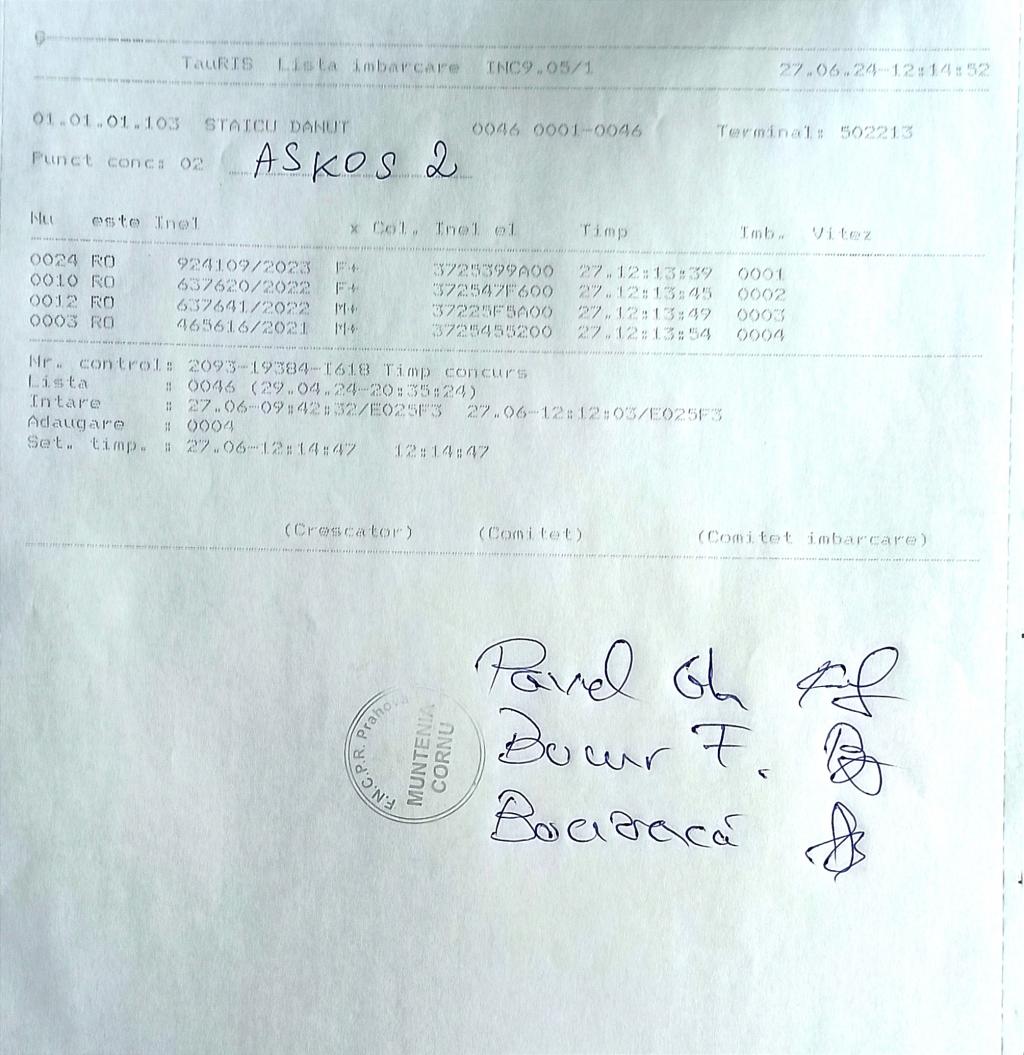 TauRIS Lista imbarcare INC9.05/1 27.06.24-12:14:52
01.01.01.103 STAICU DANUT 0046 0001-0046 Terminal: 502213
Punct conc: 02 ASKOS 2
Nu este Inel x Col. Inel el Timp Imb. Vitez
0024 RO 924109/2023 F+ 3725399A00 27.12:13:39 0001
0010 RO 637620/2022 F+ 372547F600 27.12:13:45 0002
0012 RO 637641/2022 M+ 37225F5A00 27.12:13:49 0003
0003 RO 465616/2021 M+ 3725455200 27.12:13:54 0004
Nr. control: 2093-19384-1618 Timp concurs
Lista : 0046 (29.04.24-20:35:24)
Intare : 27.06-09:42:32/E025F3 27.06-12:12:03/E025F3
Adaugare : 0004
Set. timp. : 27.06-12:14:47 12:14:47
(Crescator) (Comitet) (Comitet imbarcare)
Pavel Gh
F.N.C.P.R. Prahova
MUNTENIA
CORNU
Bucur F.